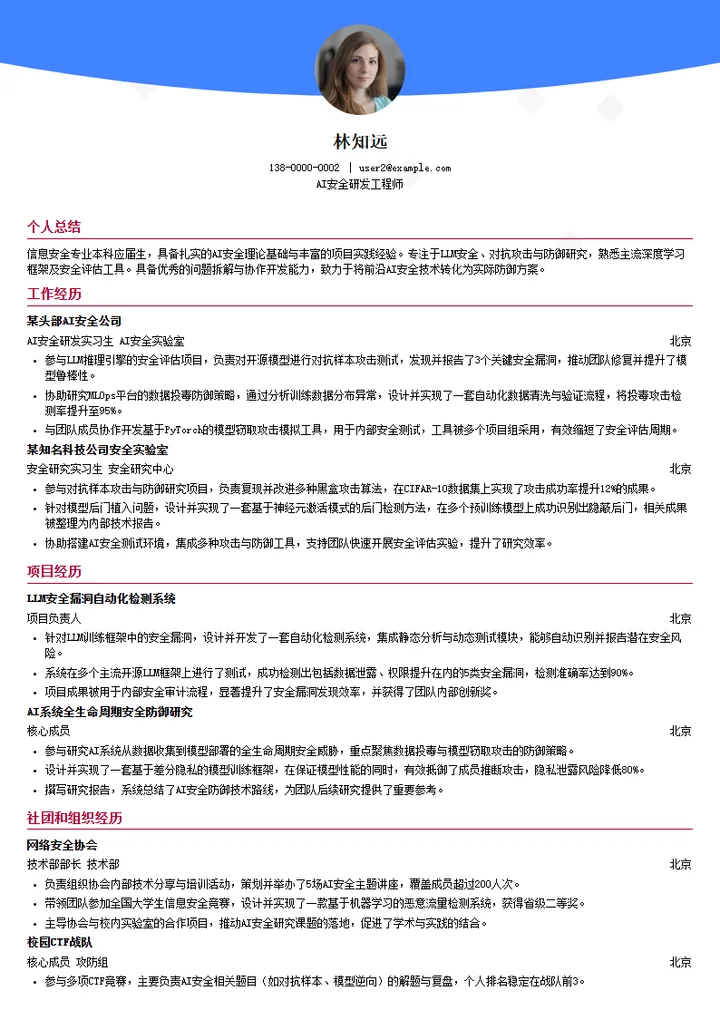 林知远
138-0000-0002 | user2@example.com
AI安全研发工程师
个人总结
信息安全专业本科应届生，具备扎实的AI安全理论基础与丰富的项目实践经验。专注于LLM安全、对抗攻击与防御研究，熟悉主流深度学习
框架及安全评估工具。具备优秀的问题拆解与协作开发能力，致力于将前沿AI安全技术转化为实际防御方案。
工作经历
某头部AI安全公司
AI安全研发实习生 AI安全实验室 北京
• 参与LLM推理引擎的安全评估项目，负责对开源模型进行对抗样本攻击测试，发现并报告了3个关键安全漏洞，推动团队修复并提升了模
型鲁棒性。
• 协助研究MLOps平台的数据投毒防御策略，通过分析训练数据分布异常，设计并实现了一套自动化数据清洗与验证流程，将投毒攻击检
测率提升至95%。
• 与团队成员协作开发基于PyTorch的模型窃取攻击模拟工具，用于内部安全测试，工具被多个项目组采用，有效缩短了安全评估周期。
某知名科技公司安全实验室
安全研究实习生 安全研究中心 北京
• 参与对抗样本攻击与防御研究项目，负责复现并改进多种黑盒攻击算法，在CIFAR-10数据集上实现了攻击成功率提升12%的成果。
• 针对模型后门植入问题，设计并实现了一套基于神经元激活模式的后门检测方法，在多个预训练模型上成功识别出隐蔽后门，相关成果
被整理为内部技术报告。
• 协助搭建AI安全测试环境，集成多种攻击与防御工具，支持团队快速开展安全评估实验，提升了研究效率。
项目经历
LLM安全漏洞自动化检测系统
项目负责人 北京
• 针对LLM训练框架中的安全漏洞，设计并开发了一套自动化检测系统，集成静态分析与动态测试模块，能够自动识别并报告潜在安全风
险。
• 系统在多个主流开源LLM框架上进行了测试，成功检测出包括数据泄露、权限提升在内的5类安全漏洞，检测准确率达到90%。
• 项目成果被用于内部安全审计流程，显著提升了安全漏洞发现效率，并获得了团队内部创新奖。
AI系统全生命周期安全防御研究
核心成员 北京
• 参与研究AI系统从数据收集到模型部署的全生命周期安全威胁，重点聚焦数据投毒与模型窃取攻击的防御策略。
• 设计并实现了一套基于差分隐私的模型训练框架，在保证模型性能的同时，有效抵御了成员推断攻击，隐私泄露风险降低80%。
• 撰写研究报告，系统总结了AI安全防御技术路线，为团队后续研究提供了重要参考。
社团和组织经历
网络安全协会
技术部部长 技术部 北京
• 负责组织协会内部技术分享与培训活动，策划并举办了5场AI安全主题讲座，覆盖成员超过200人次。
• 带领团队参加全国大学生信息安全竞赛，设计并实现了一款基于机器学习的恶意流量检测系统，获得省级二等奖。
• 主导协会与校内实验室的合作项目，推动AI安全研究课题的落地，促进了学术与实践的结合。
校园CTF战队
核心成员 攻防组 北京
• 参与多项CTF竞赛，主要负责AI安全相关题目（如对抗样本、模型逆向）的解题与复盘，个人排名稳定在战队前3。